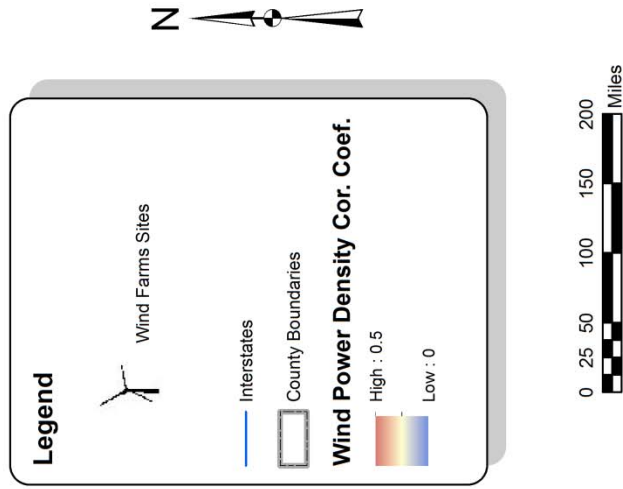 N
Legend
Wind Farms Sites
Interstates
County Boundaries
Wind Power Density Cor. Coef.
High : 0.5
Low : 0
0 25 50 100 150 200
Miles